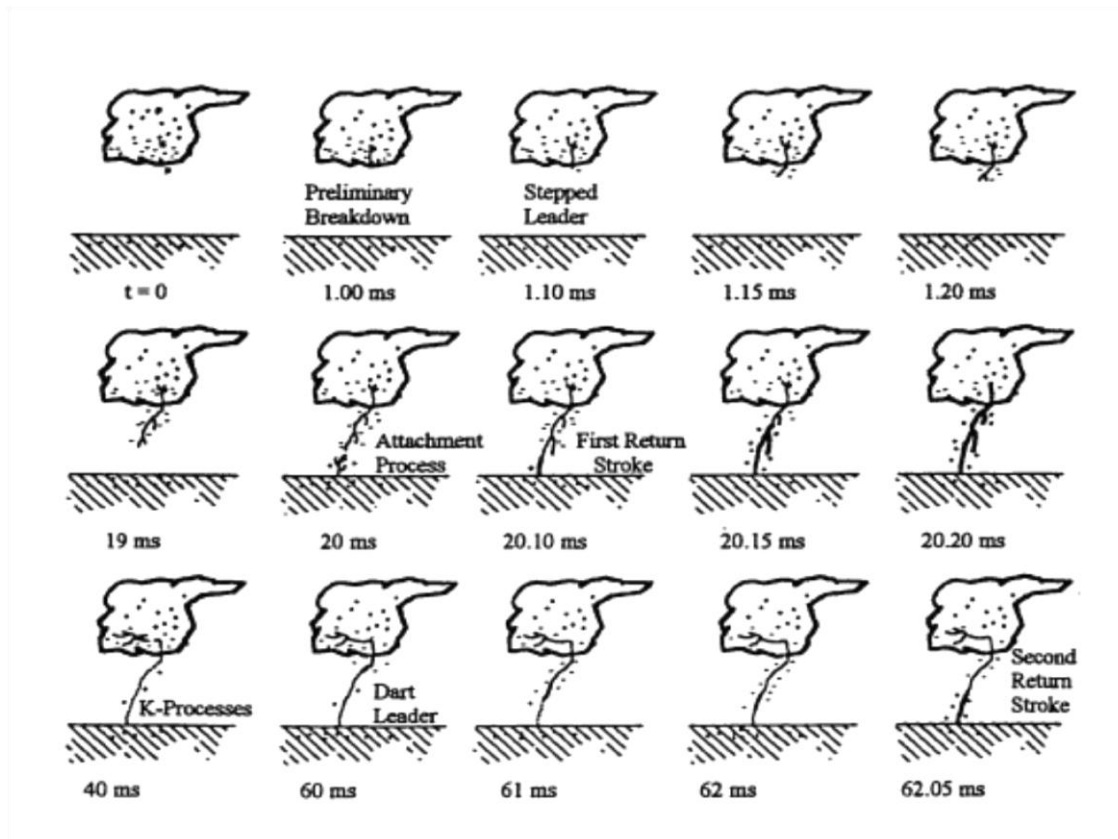 Preliminary
Breakdown
Stepped
Leader
t = 0
1.00 ms
1.10 ms
1.15 ms
1.20 ms
Attachment
Process
First Return
Stroke
19 ms
20 ms
20.10 ms
20.15 ms
20.20 ms
K-Processes
Dart
Leader
Second
Return
Stroke
40 ms
60 ms
61 ms
62 ms
62.05 ms